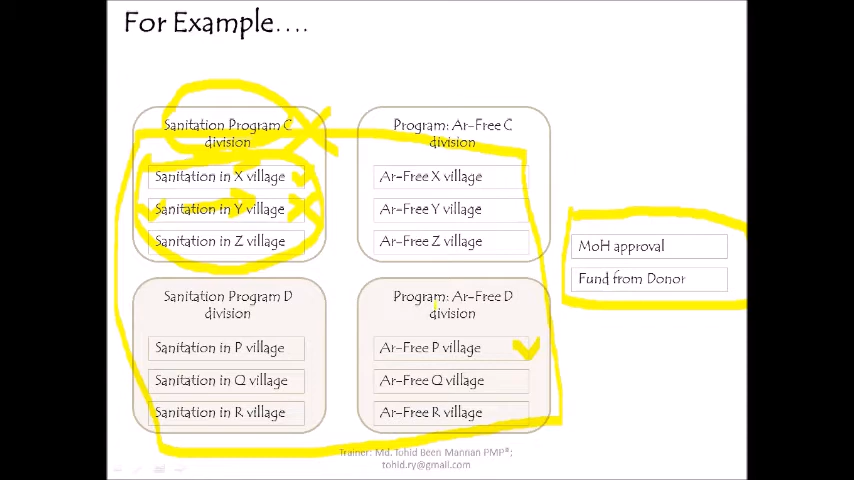 For Example....
Sanitation Program C
division
Sanitation in X village
Sanitation in Y village
Sanitation in Z village
Program: Ar-Free C
division
Ar-Free X village
Ar-Free Y village
Ar-Free Z village
MoH approval
Fund from Donor
Sanitation Program D
division
Sanitation in P village
Sanitation in Q village
Sanitation in R village
Program: Ar-Free D
division
Ar-Free P village
Ar-Free Q village
Ar-Free R village
Trainer: Md. Tohid Been Mannan PMP®;
tohid.ry@gmail.com